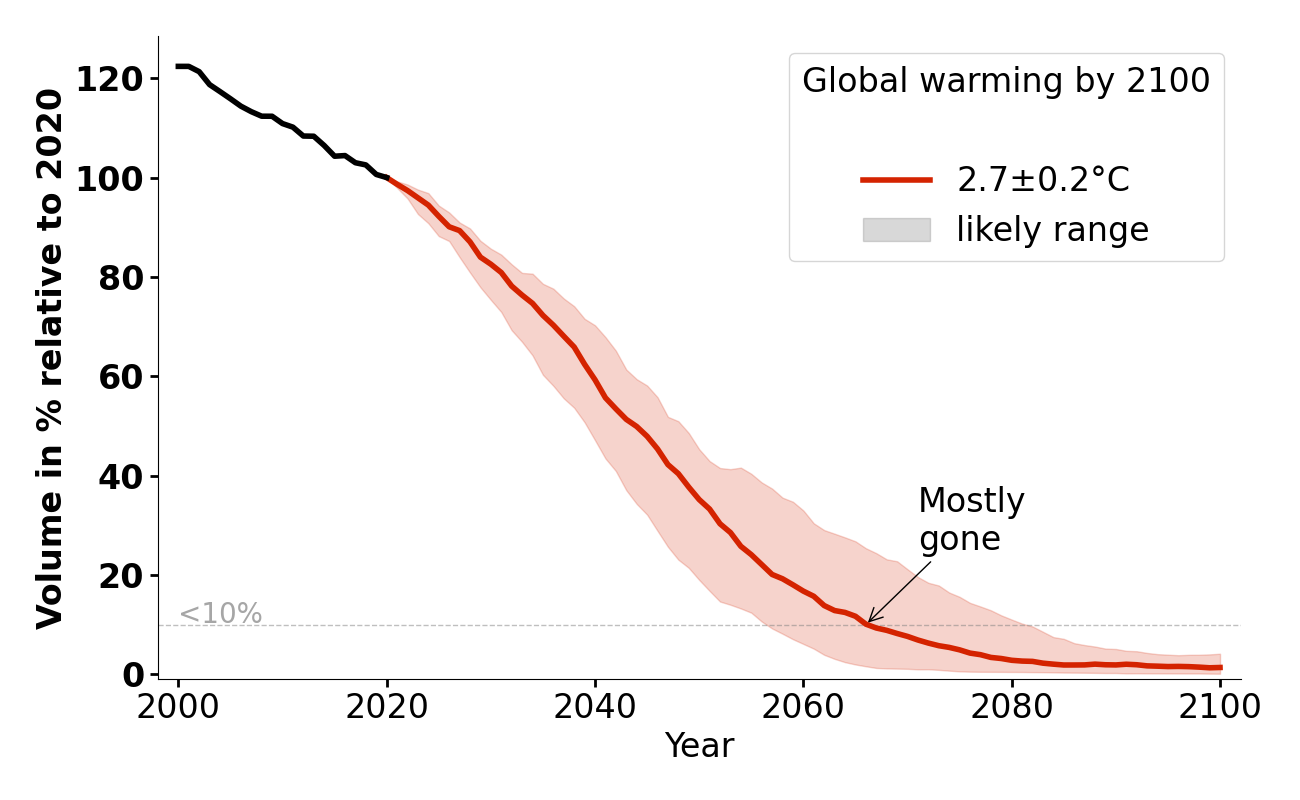 Volume in % relative to 2020
120
100
80
60
40
20
0
Global warming by 2100
2.7±0.2°C
likely range
Mostly
gone
<10%
2000 2020 2040 2060 2080 2100
Year